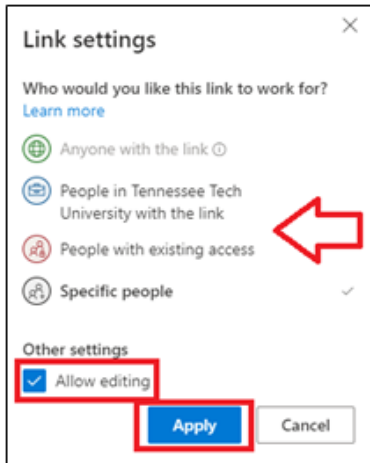 Link settings
Who would you like this link to work for?
Learn more
Anyone with the link
People in Tennessee Tech
University with the link
People with existing access
Specific people
Other settings
Allow editing
Apply
Cancel